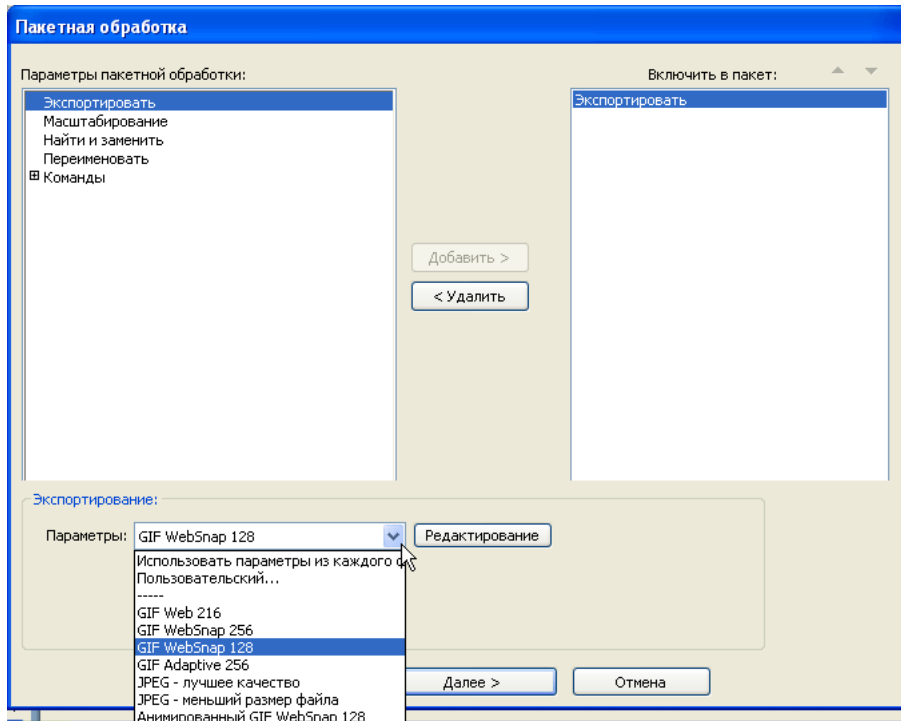 Пакетная обработка
Параметры пакетной обработки:
Включить в пакет:
Экспортировать
Масштабирование
Найти и заменить
Переименовать
Команды
Экспортировать
Добавить >
< Удалить
Экспортирование:
Параметры:
GIF WebSnap 128
Редактирование
Использовать параметры из каждого ф
Пользовательский...
-----
GIF Web 216
GIF WebSnap 256
GIF WebSnap 128
GIF Adaptive 256
JPEG - лучшее качество
JPEG - меньший размер файла
Анимированный GIF WebSnap 128
Далее >
Отмена